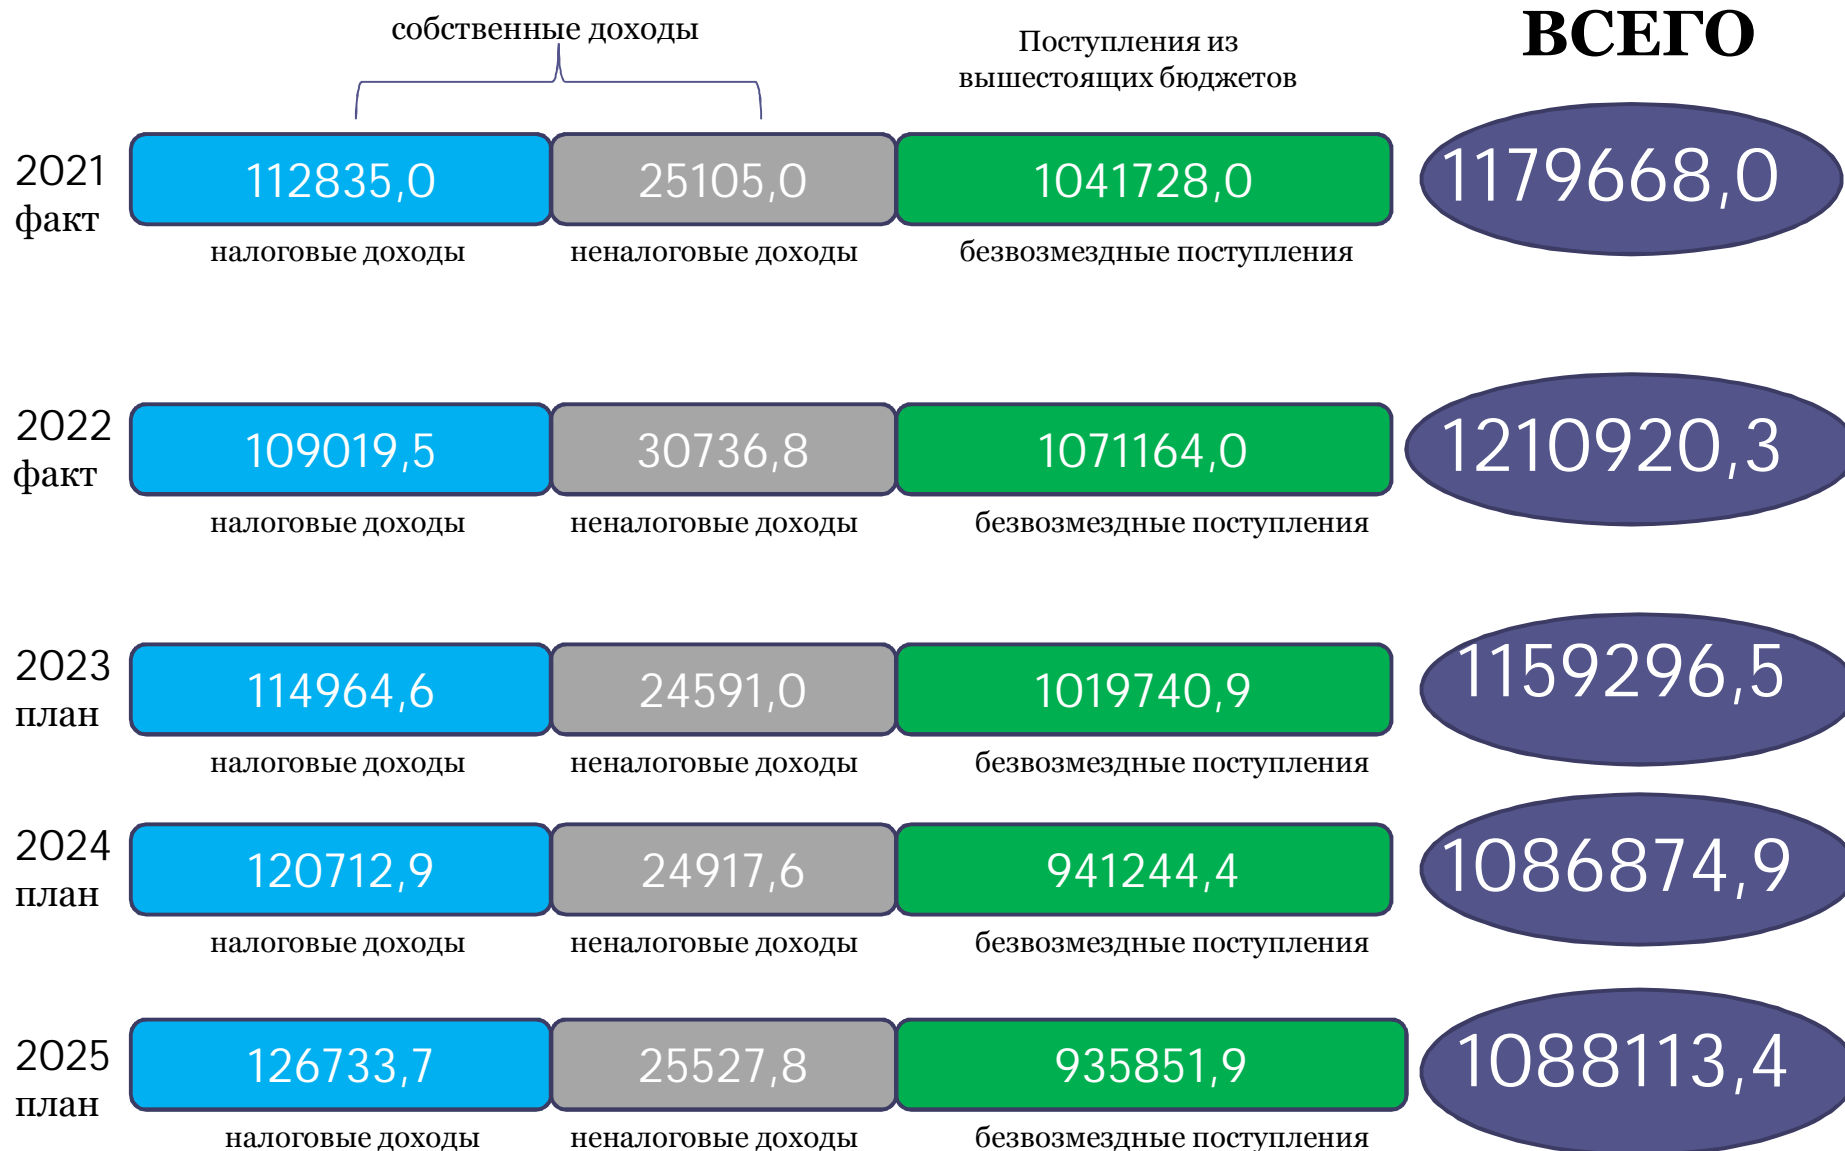 собственные доходы
Поступления из
вышестоящих бюджетов
ВСЕГО
2021
факт
112835,0
25105,0
1041728,0
1179668,0
налоговые доходы
неналоговые доходы
безвозмездные поступления
2022
факт
109019,5
30736,8
1071164,0
1210920,3
налоговые доходы
неналоговые доходы
безвозмездные поступления
2023
план
114964,6
24591,0
1019740,9
1159296,5
налоговые доходы
неналоговые доходы
безвозмездные поступления
2024
план
120712,9
24917,6
941244,4
1086874,9
налоговые доходы
неналоговые доходы
безвозмездные поступления
2025
план
126733,7
25527,8
935851,9
1088113,4
налоговые доходы
неналоговые доходы
безвозмездные поступления